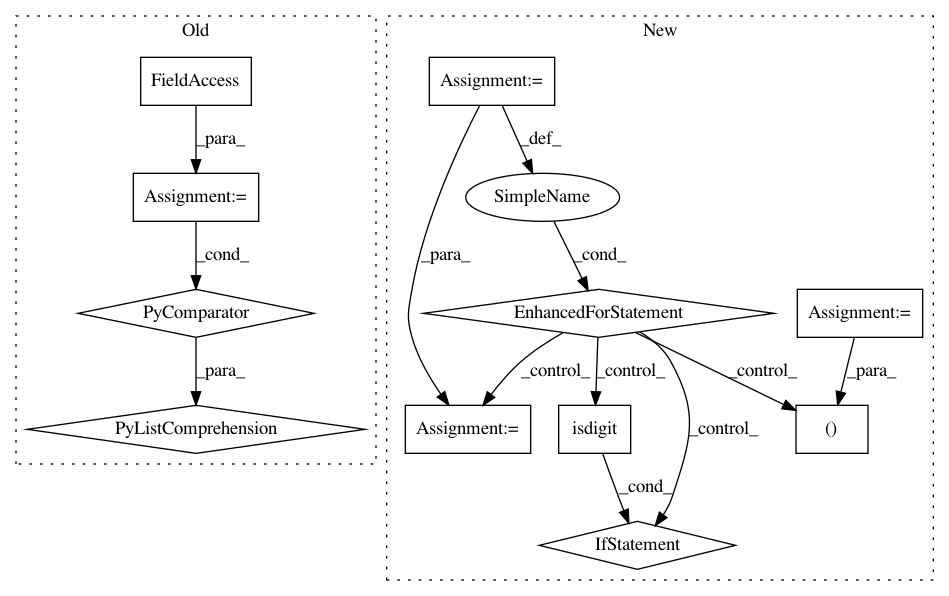 Old
New
FieldAccess
Assignment:=
_para_
_def_
Assignment:=
SimpleName
_cond_
_para_
_cond_
PyComparator
EnhancedForStatement
Assignment:=
_para_
_control_
_control_
_control_
_para_
PyListComprehension
Assignment:=
isdigit
_control_
()
_cond_
IfStatement